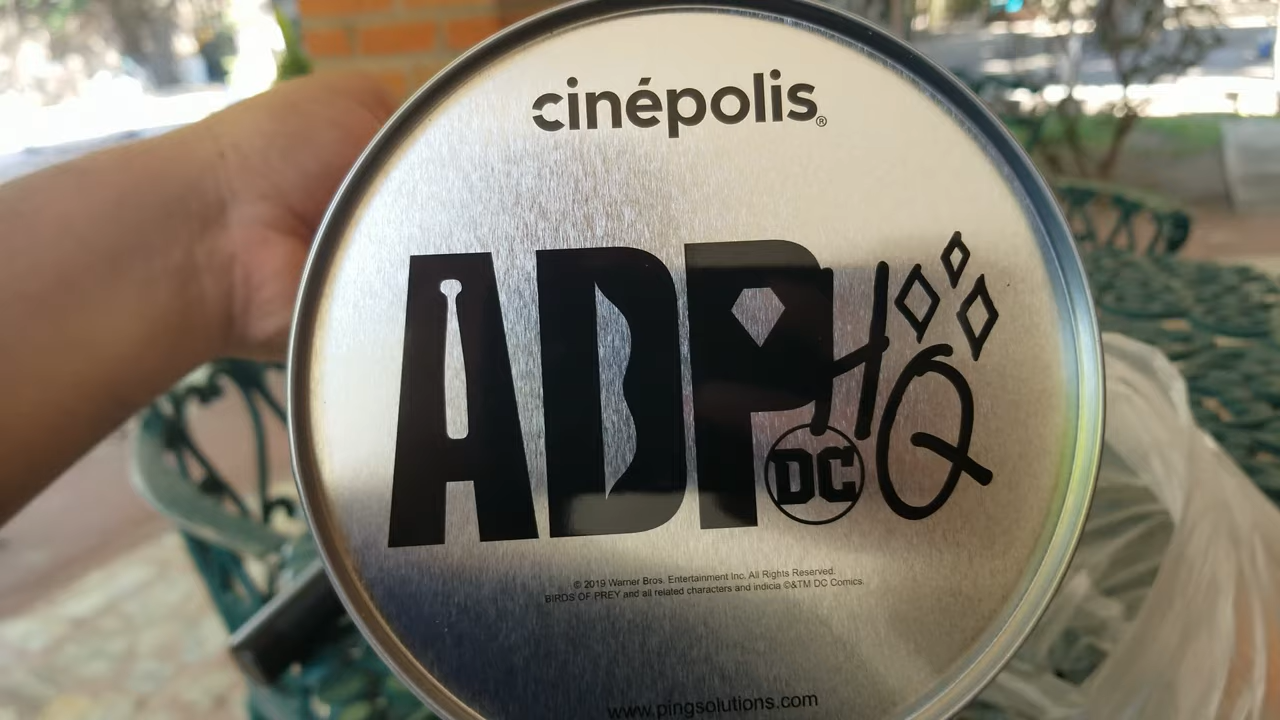 cinépolis®
ADP HQ
DC
© 2019 Warner Bros. Entertainment Inc. All Rights Reserved.
BIRDS OF PREY and all related characters and indicia ©&TM DC Comics.
www.pingsolutions.com